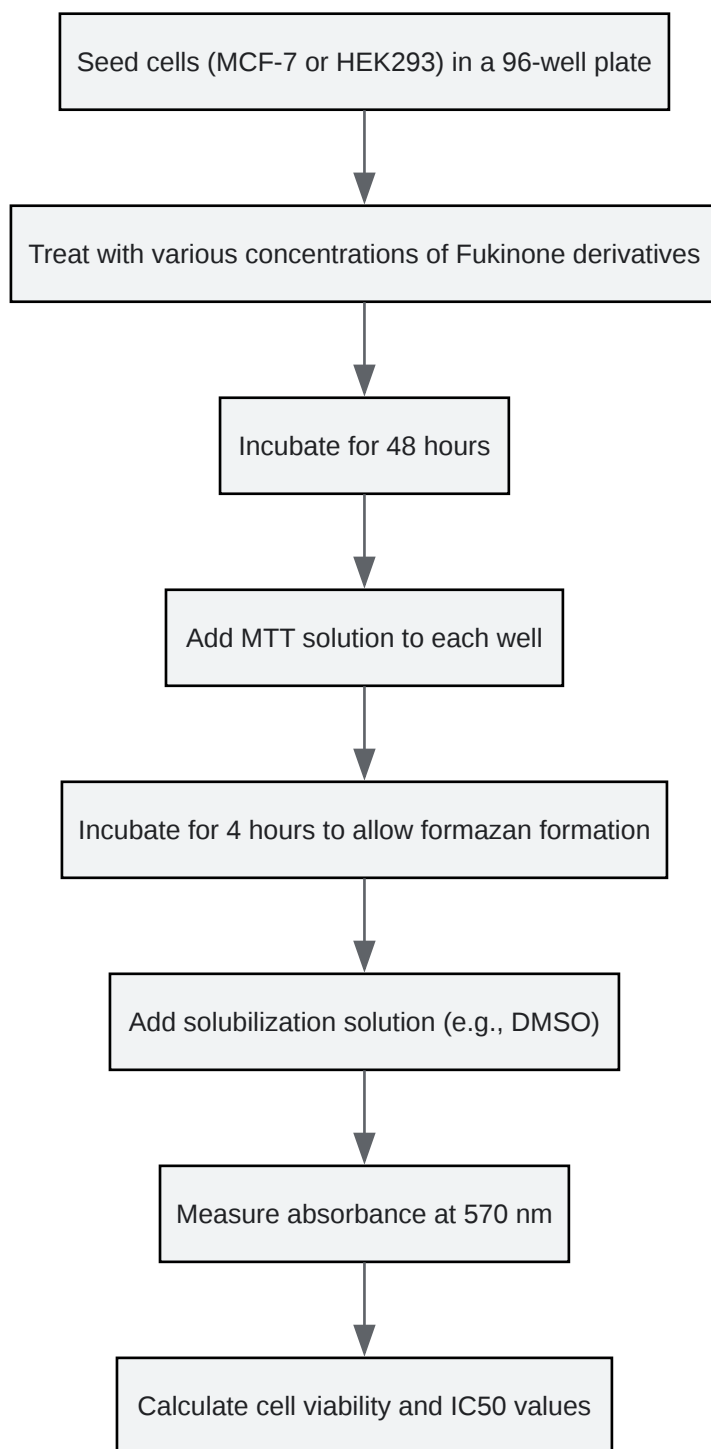 Seed cells (MCF-7 or HEK293) in a 96-well plate
Treat with various concentrations of Fukinone derivatives
Incubate for 48 hours
Add MTT solution to each well
Incubate for 4 hours to allow formazan formation
Add solubilization solution (e.g., DMSO)
Measure absorbance at 570 nm
Calculate cell viability and IC50 values